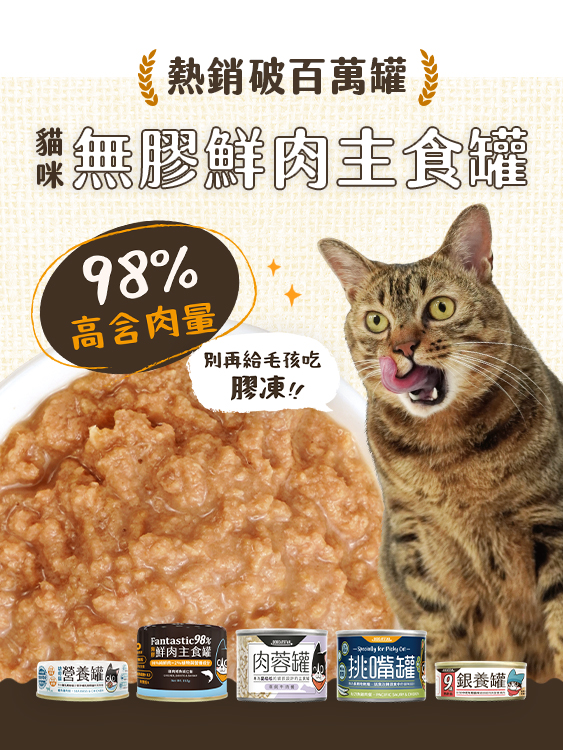 熱銷破百萬罐
貓咪
無膠鮮肉主食罐
98%
高含肉量
別再給毛孩吃
膠凍!!
營養罐
Fantastic98%
鮮肉主食罐
肉蓉罐
Specially for Picky Cat
挑嘴罐
9
銀養罐